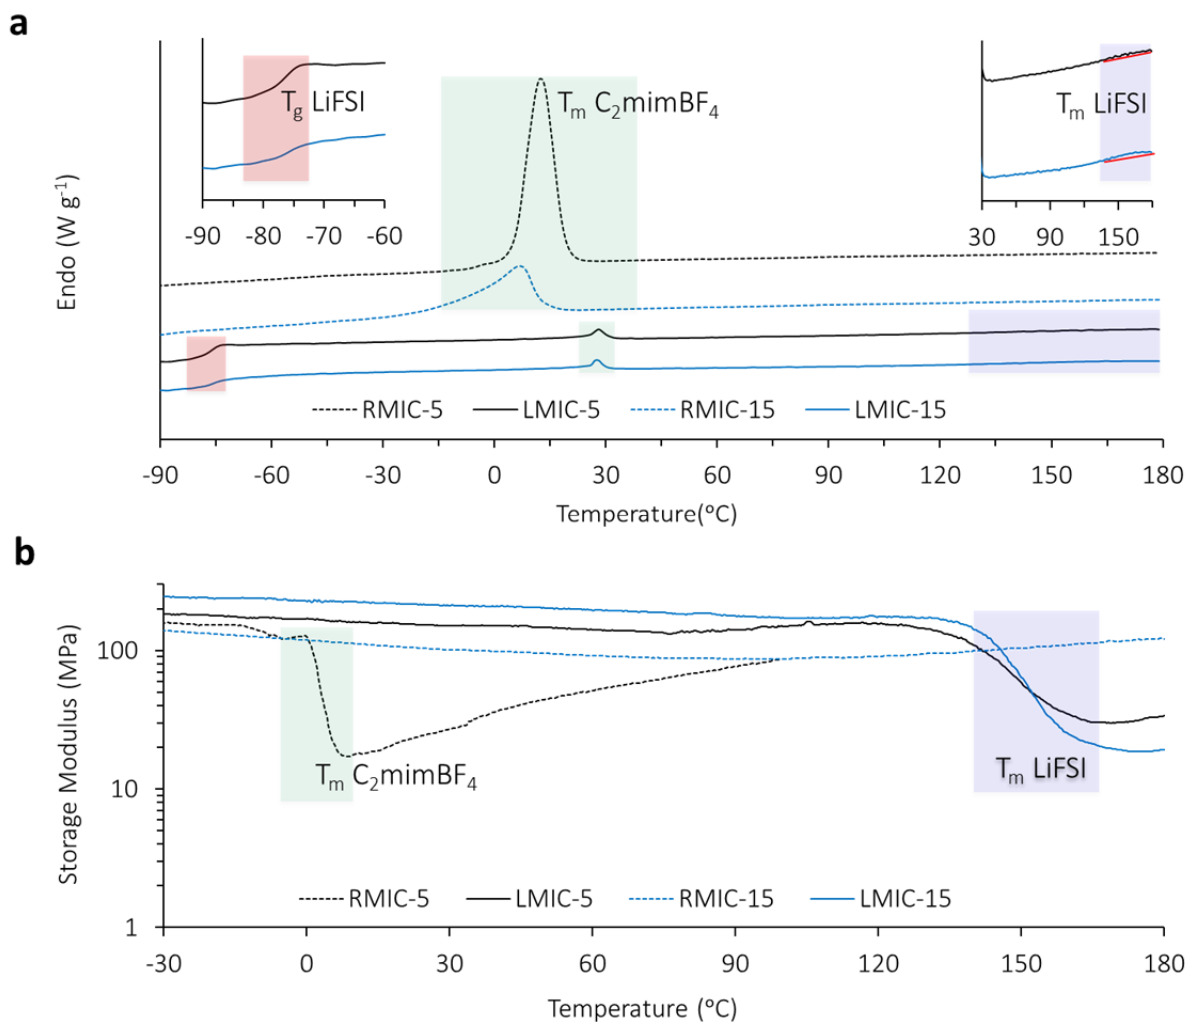 a
Endo (W g⁻¹)
Tg LiFSI
-90 -80 -70 -60
Tm C₂mimBF₄
Tm LiFSI
30 90 150
RMIC-5 LMIC-5 RMIC-15 LMIC-15
-90 -60 -30 0 30 60 90 120 150 180
Temperature(°C)
b
Storage Modulus (MPa)
100
10
1
Tm C₂mimBF₄
Tm LiFSI
RMIC-5 LMIC-5 RMIC-15 LMIC-15
-30 0 30 60 90 120 150 180
Temperature (°C)